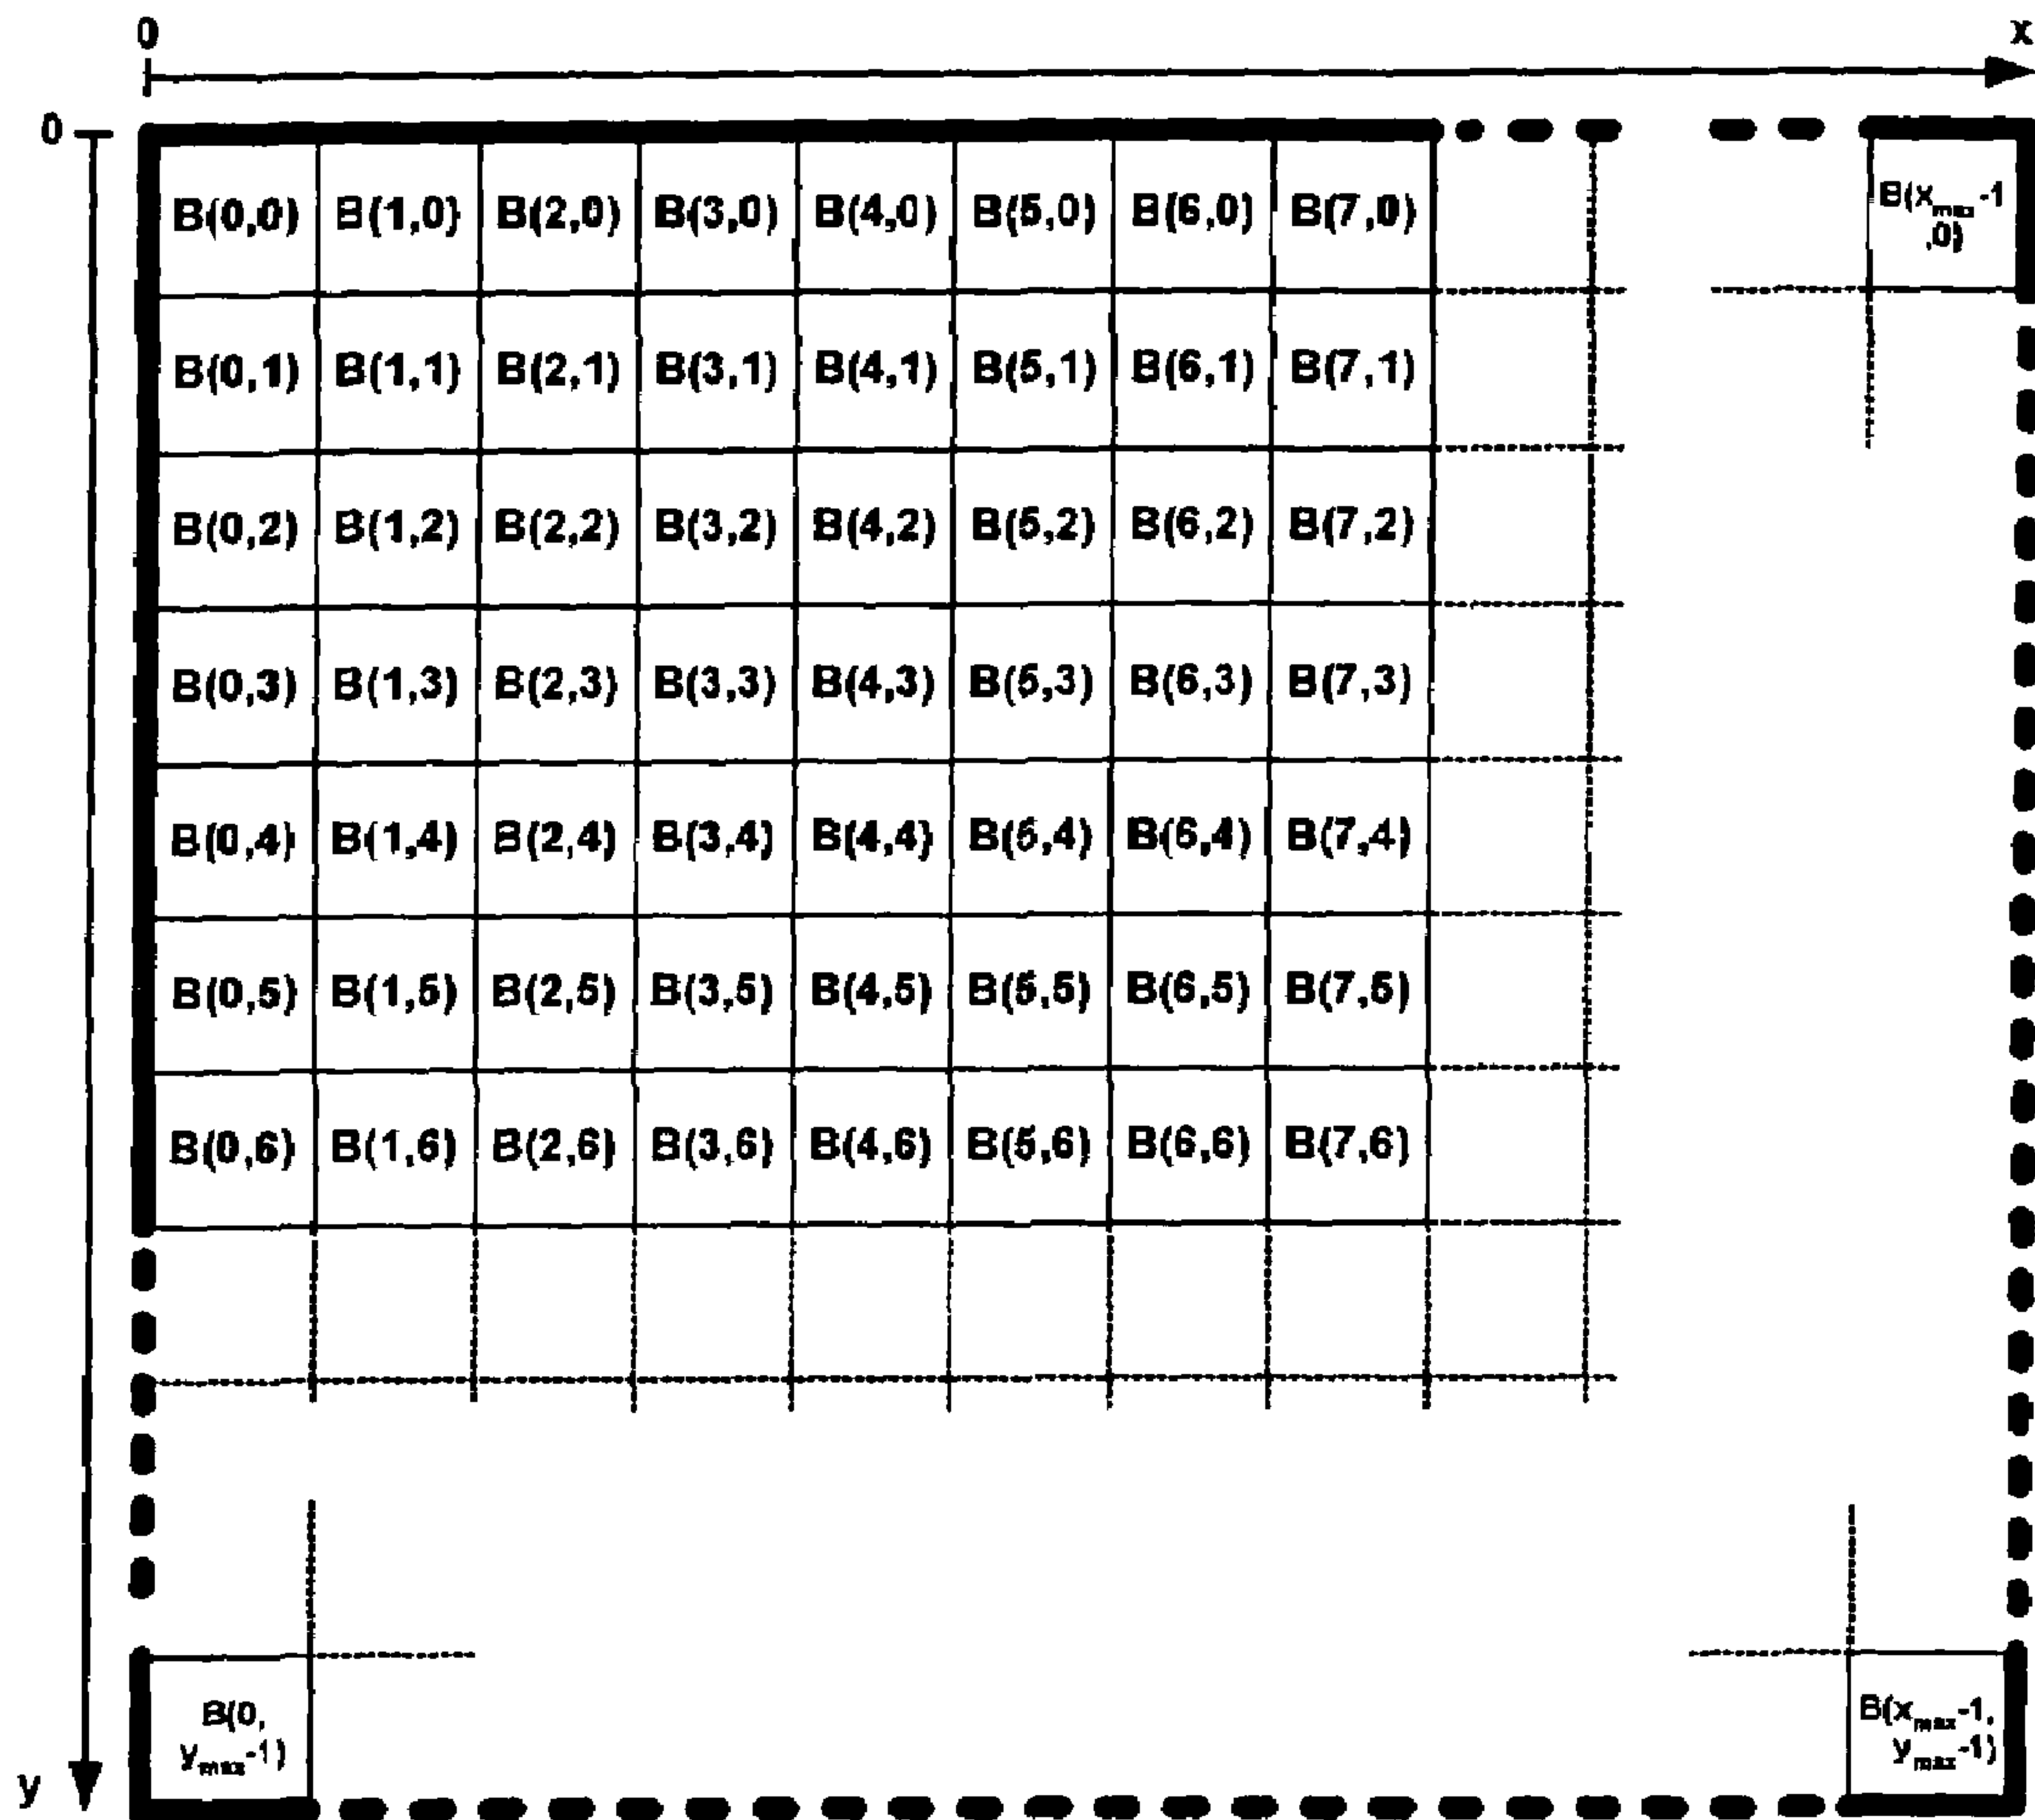 0
x
0
B(0,0) B(1,0) B(2,0) B(3,0) B(4,0) B(5,0) B(6,0) B(7,0) B(xmax-1
,0)
B(0,1) B(1,1) B(2,1) B(3,1) B(4,1) B(5,1) B(6,1) B(7,1)
B(0,2) B(1,2) B(2,2) B(3,2) B(4,2) B(5,2) B(6,2) B(7,2)
B(0,3) B(1,3) B(2,3) B(3,3) B(4,3) B(5,3) B(6,3) B(7,3)
B(0,4) B(1,4) B(2,4) B(3,4) B(4,4) B(5,4) B(6,4) B(7,4)
B(0,5) B(1,5) B(2,5) B(3,5) B(4,5) B(5,5) B(6,5) B(7,5)
B(0,6) B(1,6) B(2,6) B(3,6) B(4,6) B(5,6) B(6,6) B(7,6)
B(0,
ymax-1)
B(xmax-1,
ymax-1)
y